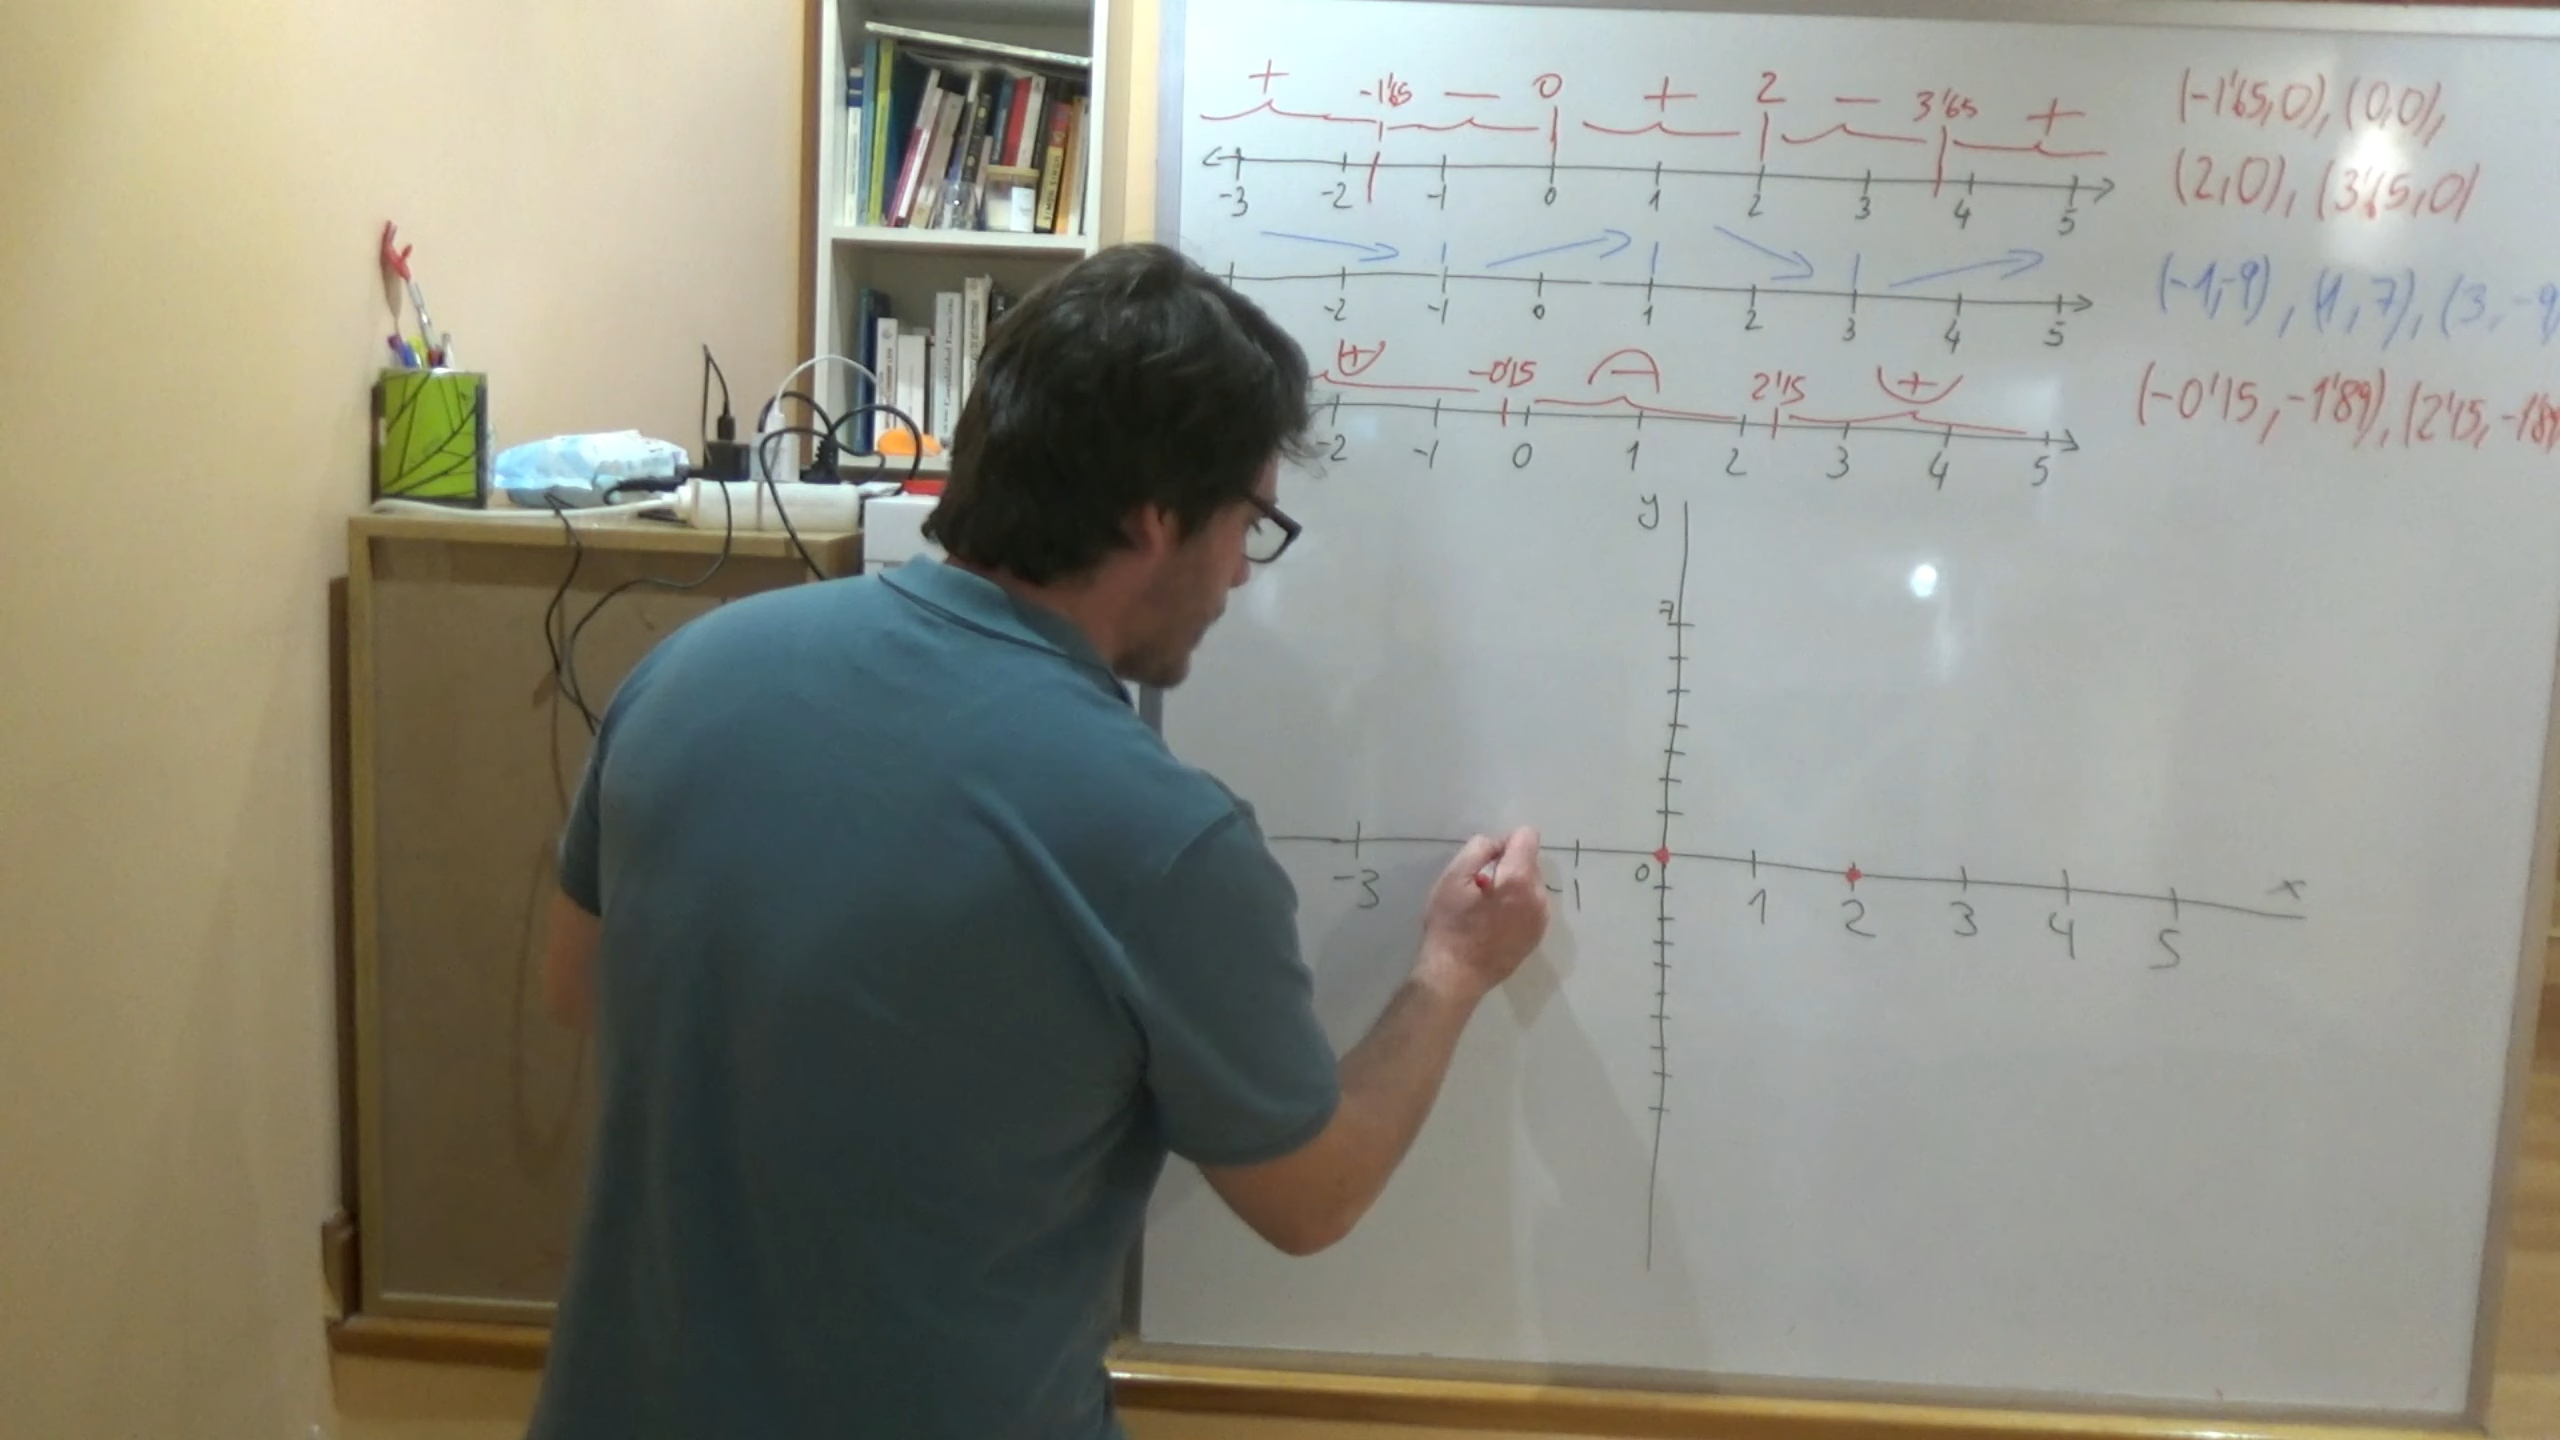 + -1'65 — 0 + 2 — 3'65 + (-1'65,0), (0,0),
-3 -2 -1 0 1 2 3 4 5 (2,0), (3'65,0)
-2 -1 0 1 2 3 4 5 (-1,-9), (1,7), (3,-9
+ -0'15 — 2'15 + (-0'15,-1'89), (2'15,-1'89
-2 -1 0 1 2 3 4 5
y
7
-3 -1 0 1 2 3 4 5 x